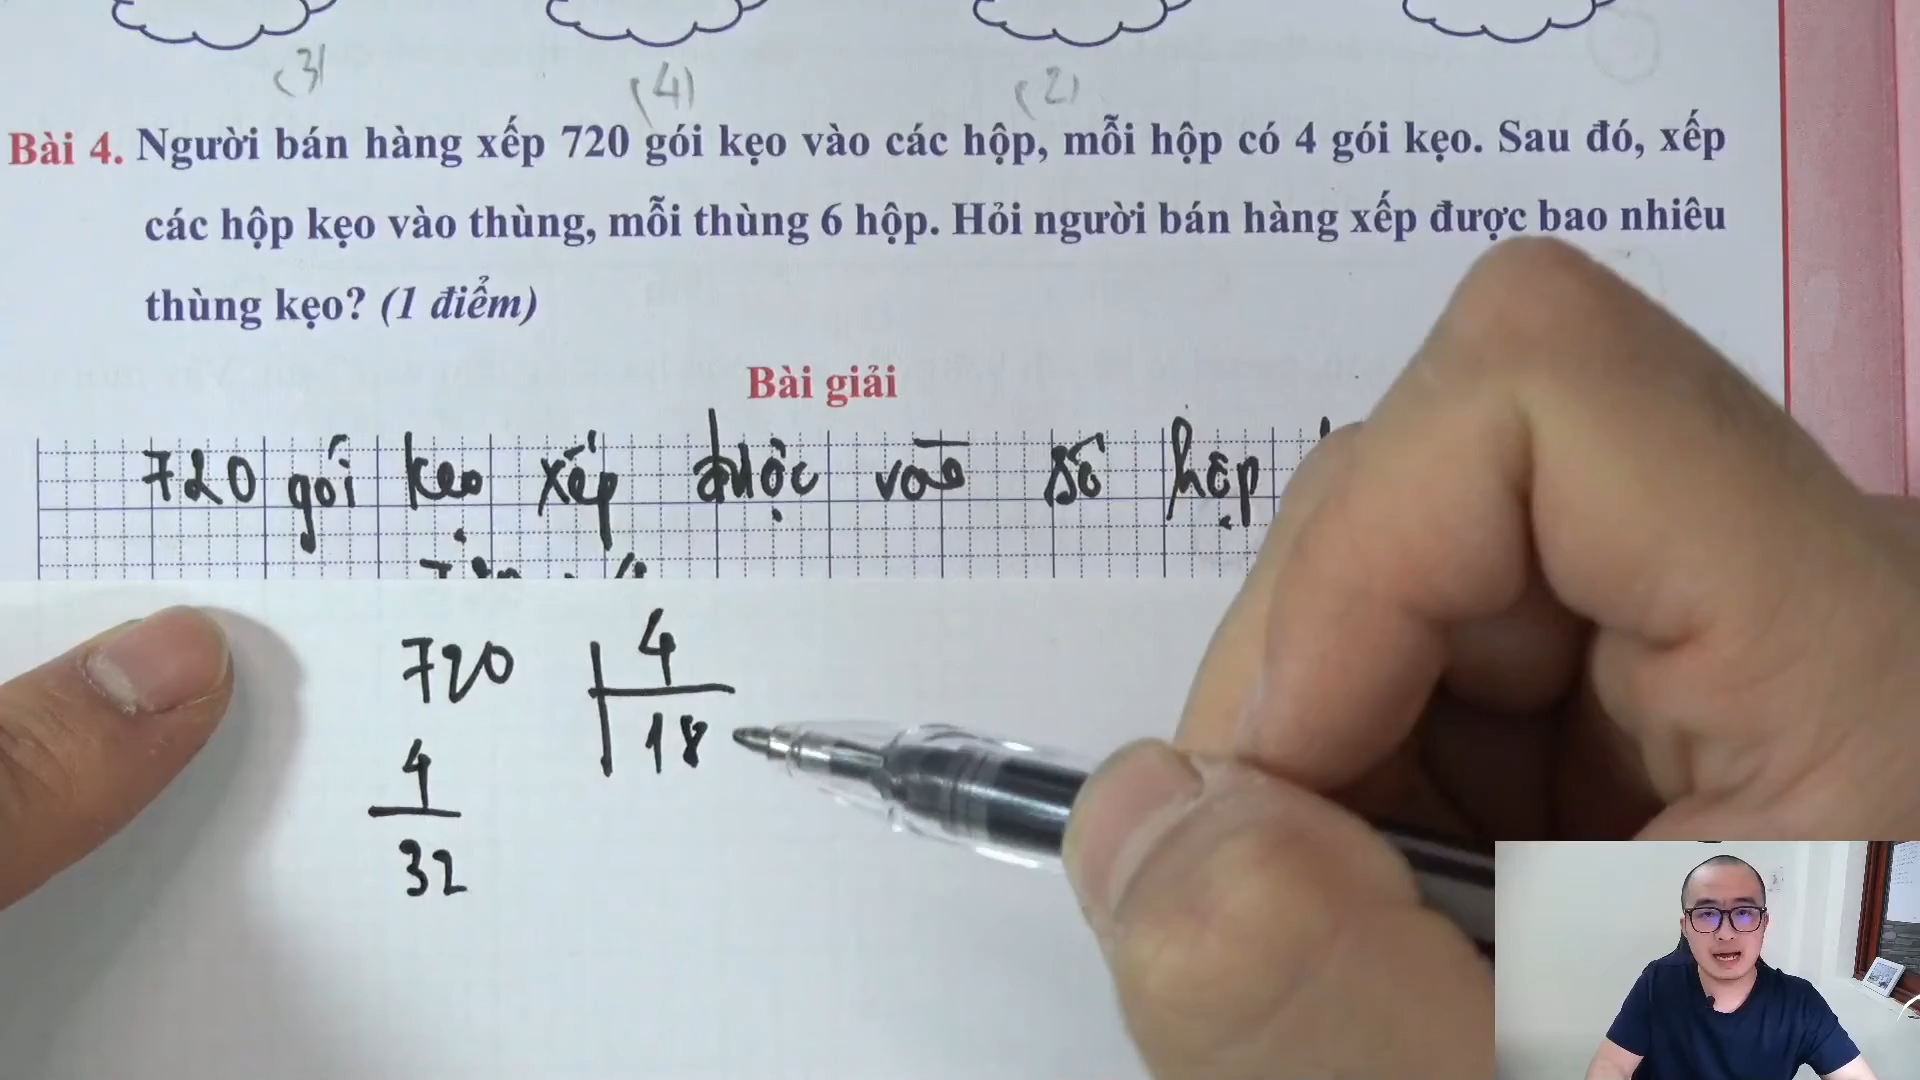 (3) (4) (2)
Bài 4. Người bán hàng xếp 720 gói kẹo vào các hộp, mỗi hộp có 4 gói kẹo. Sau đó, xếp
các hộp kẹo vào thùng, mỗi thùng 6 hộp. Hỏi người bán hàng xếp được bao nhiêu
thùng kẹo? (1 điểm)
Bài giải
720 gói kẹo xếp được vào số hộp
720 4
18
4
32